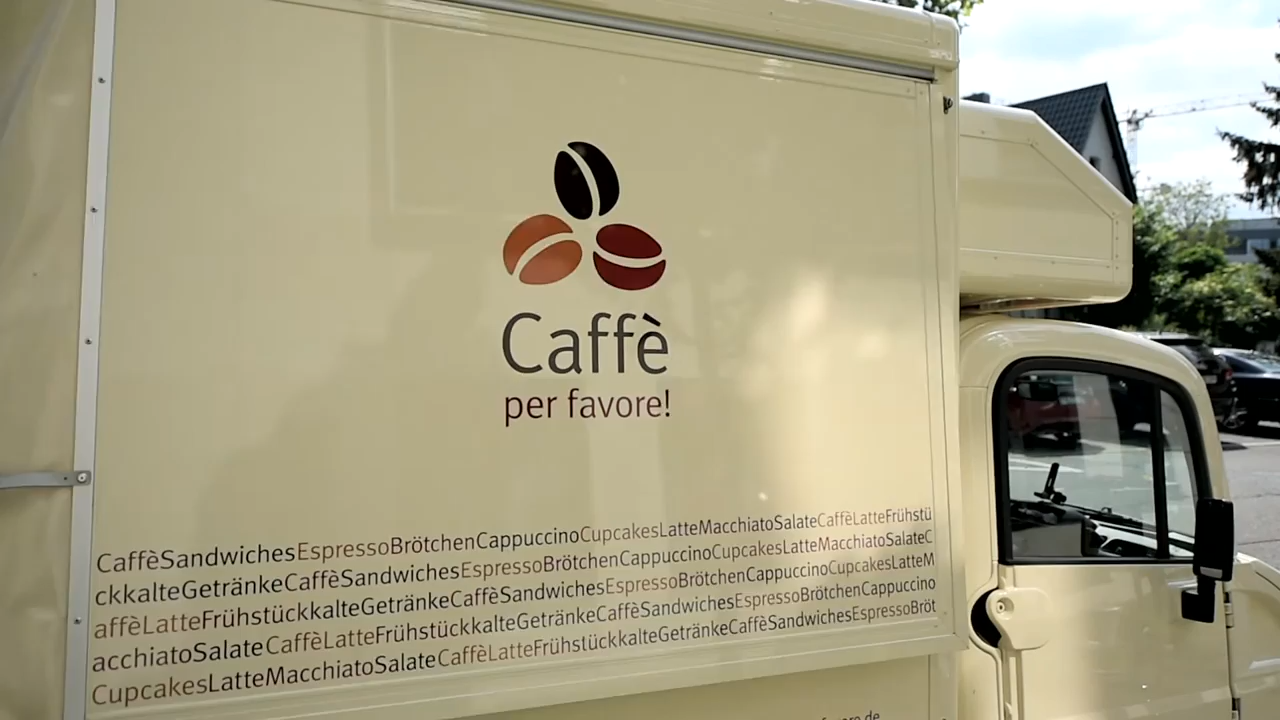 Caffè
per favore!
CaffèSandwichesEspressoBrötchenCappuccinoCupcakesLatteMacchiatoSalateCaffèLatteFrühstü
ckkalteGetränkeCaffèSandwichesEspressoBrötchenCappuccinoCupcakesLatteMacchiatoSalateC
affèLatteFrühstückkalteGetränkeCaffèSandwichesEspressoBrötchenCappuccinoCupcakesLatteM
acchiatoSalateCaffèLatteFrühstückkalteGetränkeCaffèSandwichesEspressoBrötchenCappuccino
CupcakesLatteMacchiatoSalateCaffèLatteFrühstückkalteGetränkeCaffèSandwichesEspressoBröt